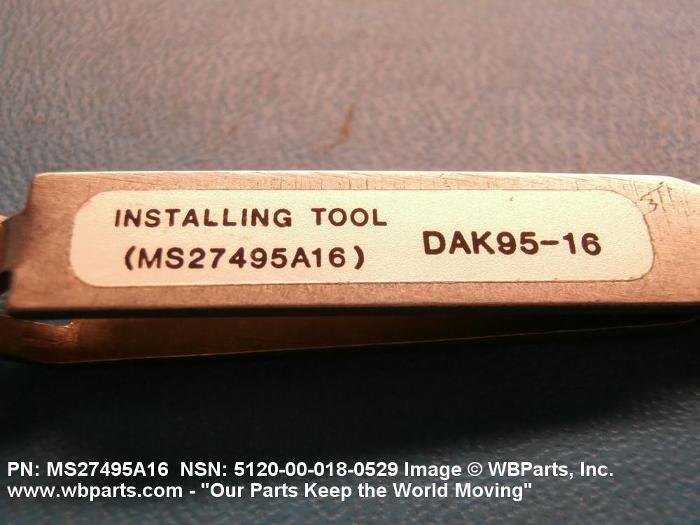 INSTALLING TOOL
(MS27495A16) DAK95-16
PN: MS27495A16 NSN: 5120-00-018-0529 Image © WBParts, Inc.
www.wbparts.com - "Our Parts Keep the World Moving"